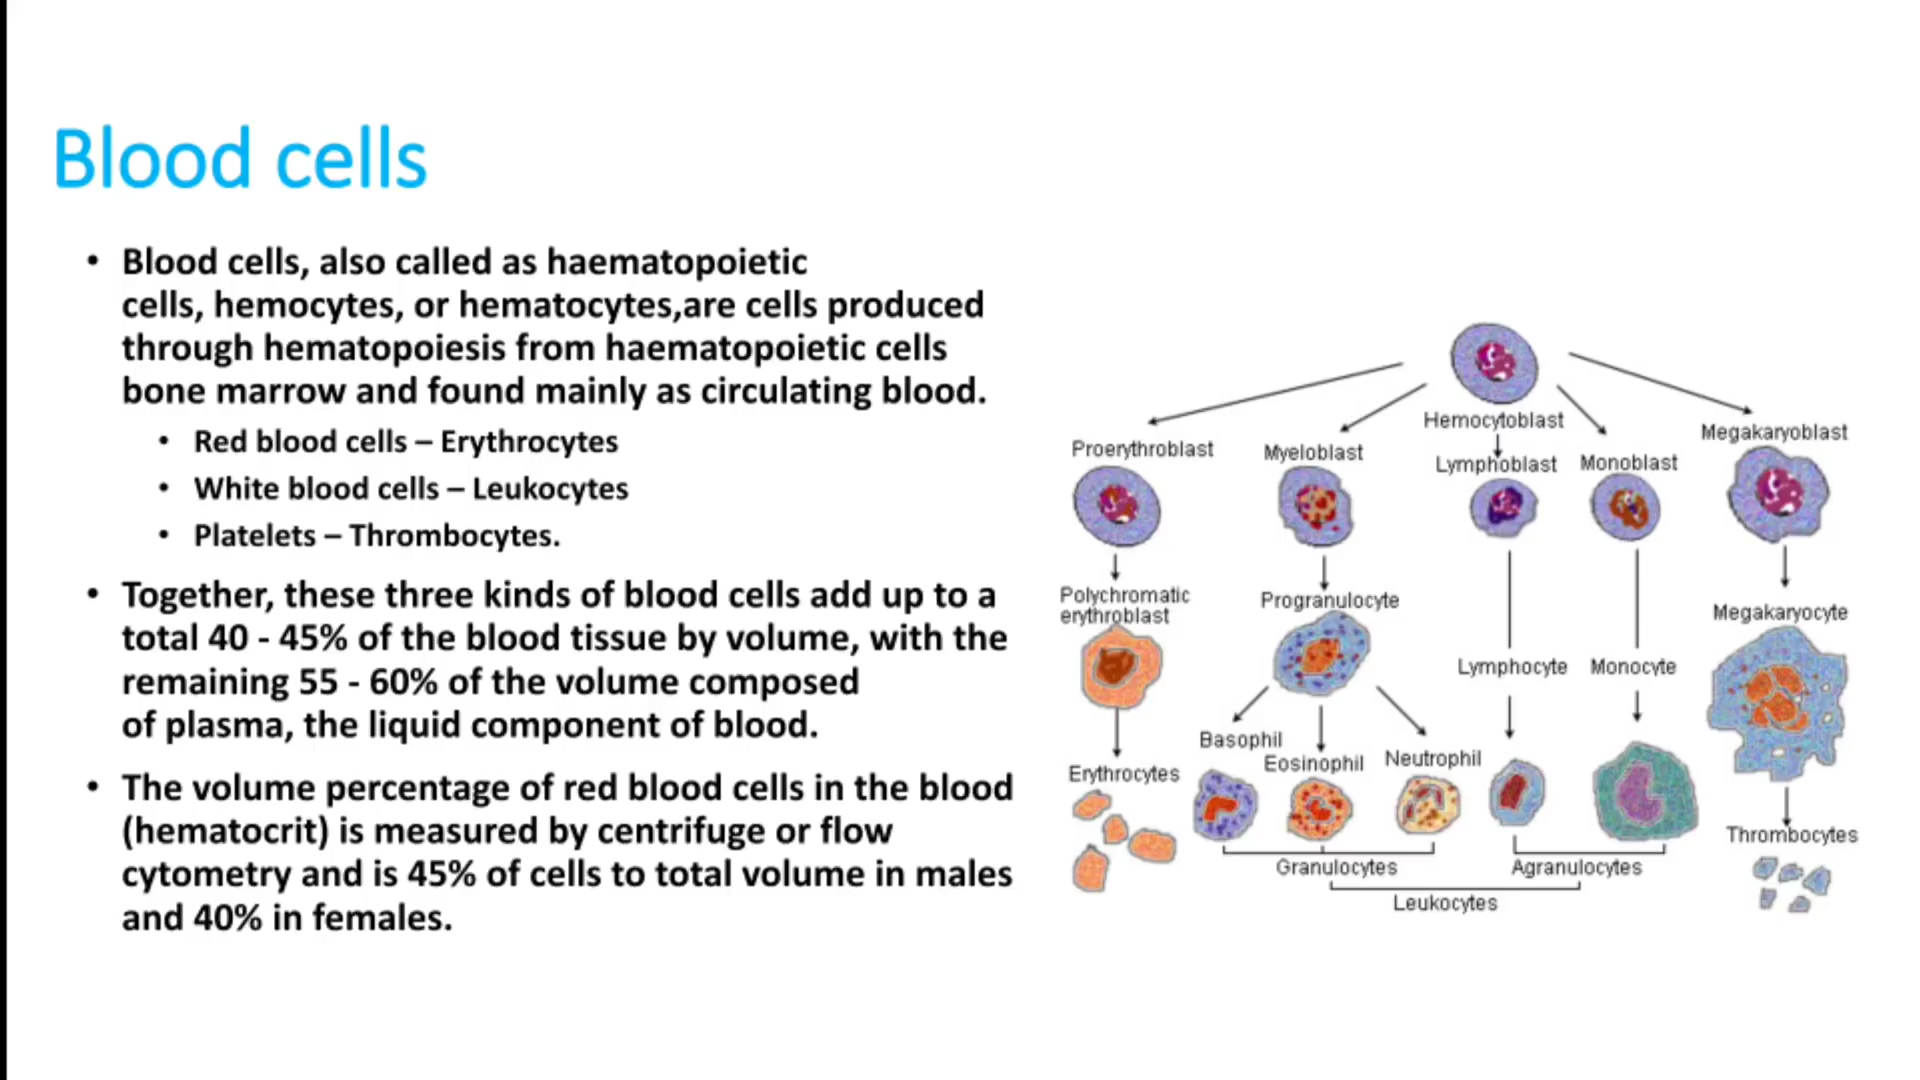 Blood cells
• Blood cells, also called as haematopoietic
cells, hemocytes, or hematocytes,are cells produced
through hematopoiesis from haematopoietic cells
bone marrow and found mainly as circulating blood.
• Red blood cells – Erythrocytes
• White blood cells – Leukocytes
• Platelets – Thrombocytes.
• Together, these three kinds of blood cells add up to a
total 40 - 45% of the blood tissue by volume, with the
remaining 55 - 60% of the volume composed
of plasma, the liquid component of blood.
• The volume percentage of red blood cells in the blood
(hematocrit) is measured by centrifuge or flow
cytometry and is 45% of cells to total volume in males
and 40% in females.
Hemocytoblast
Proerythroblast
Myeloblast
Lymphoblast
Monoblast
Megakaryoblast
Polychromatic
erythroblast
Progranulocyte
Megakaryocyte
Lymphocyte
Monocyte
Basophil
Eosinophil
Neutrophil
Erythrocytes
Thrombocytes
Granulocytes
Agranulocytes
Leukocytes